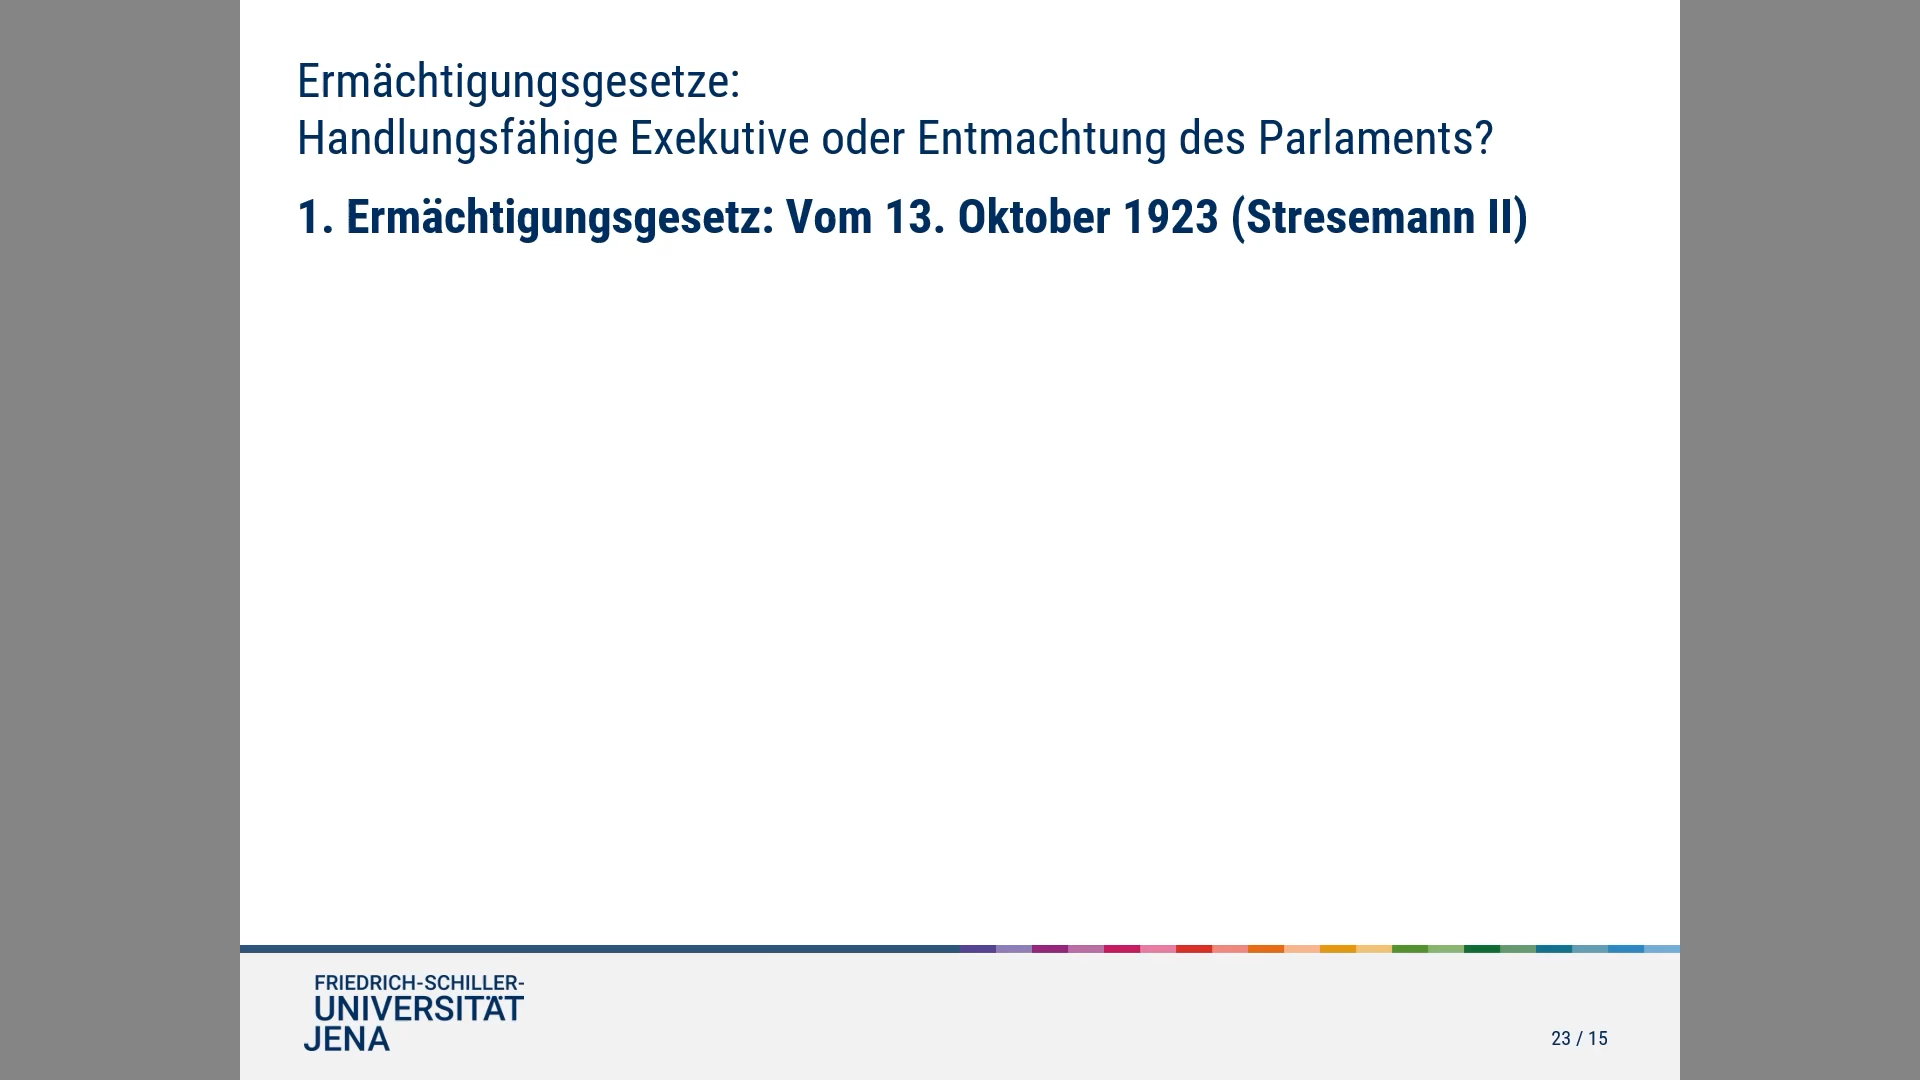 Ermächtigungsgesetze:
Handlungsfähige Exekutive oder Entmachtung des Parlaments?
1. Ermächtigungsgesetz: Vom 13. Oktober 1923 (Stresemann II)
FRIEDRICH-SCHILLER-
UNIVERSITÄT
JENA
23 / 15